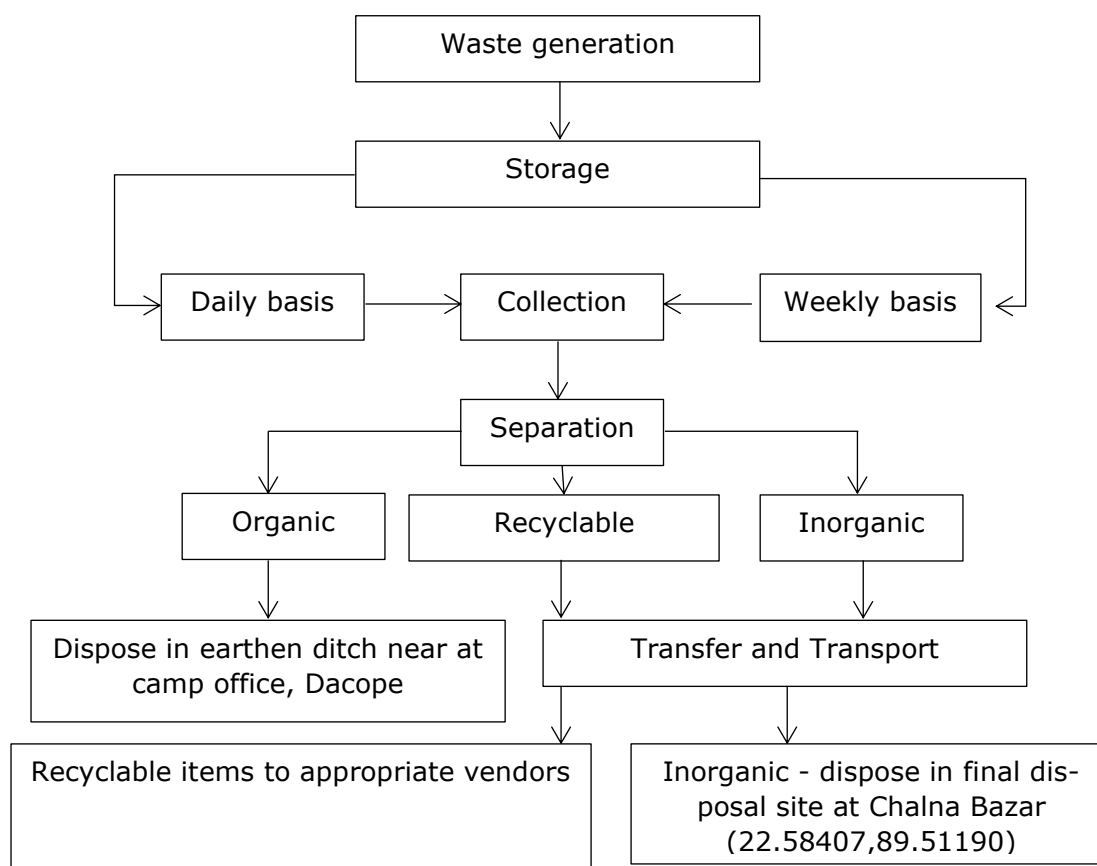 Waste generation
Storage
Daily basis
Collection
Weekly basis
Separation
Organic
Recyclable
Inorganic
Dispose in earthen ditch near at
camp office, Dacope
Transfer and Transport
Recyclable items to appropriate vendors
Inorganic - dispose in final dis-
posal site at Chalna Bazar
(22.58407,89.51190)